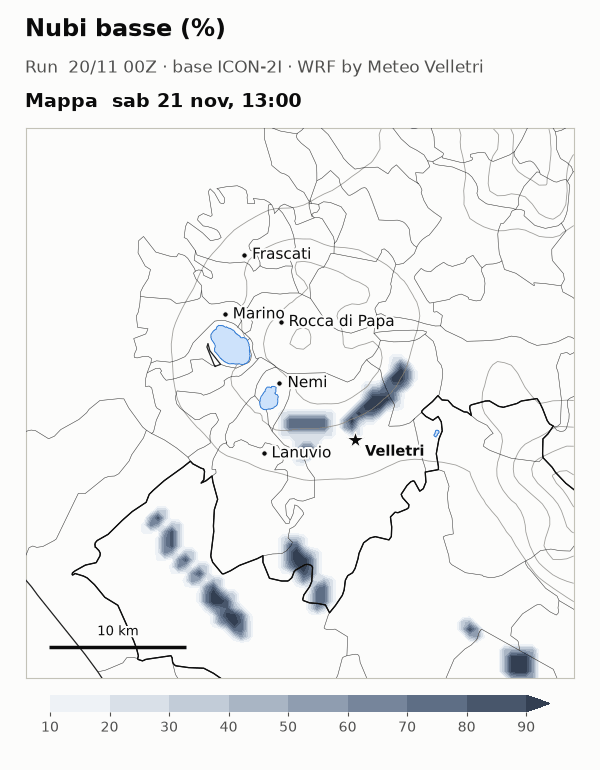 Nubi basse (%)
Run  20/11 00Z · base ICON-2I · WRF by Meteo Velletri
Mappa  sab 21 nov, 13:00
Frascati
Marino
Rocca di Papa
Nemi
Velletri
Lanuvio
10 km
10 20 30 40 50 60 70 80 90